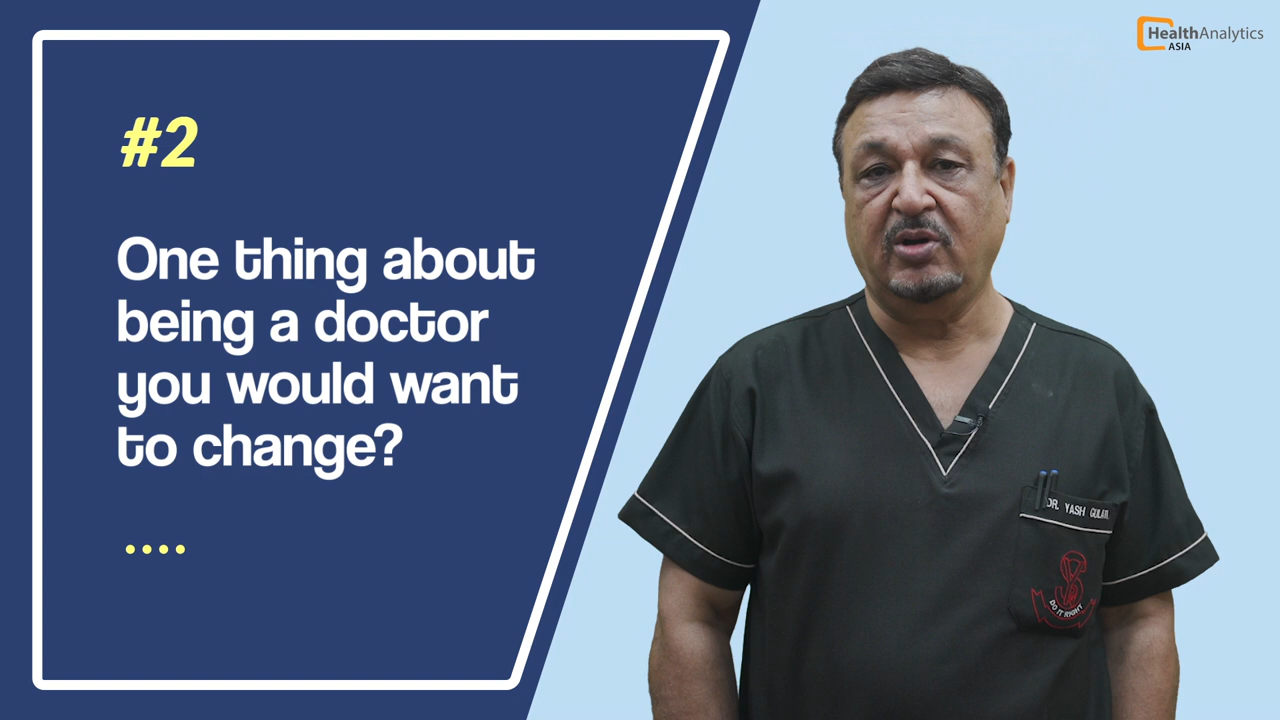 #2
One thing about
being a doctor
you would want
to change?
....
HealthAnalytics
ASIA
DR. YASH GULATI
DO IT RIGHT